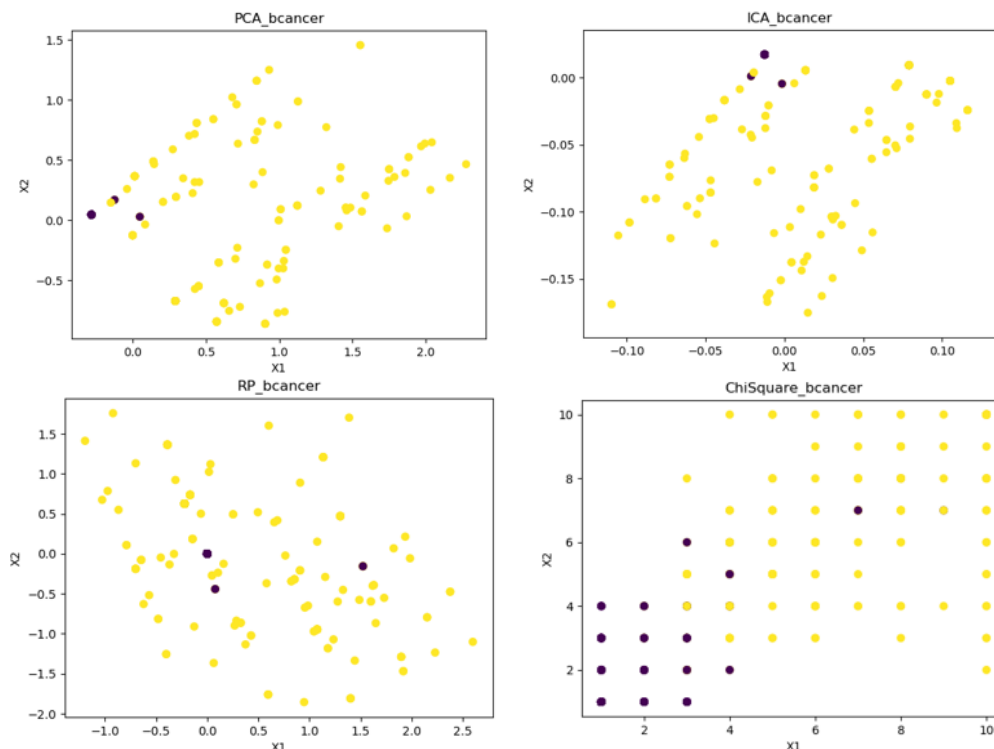 PCA_bcancer
1.5
1.0
0.5
0.0
−0.5
X2
0.0 0.5 1.0 1.5 2.0
X1
ICA_bcancer
0.00
−0.05
−0.10
−0.15
X2
−0.10 −0.05 0.00 0.05 0.10
X1
RP_bcancer
1.5
1.0
0.5
0.0
−0.5
−1.0
−1.5
−2.0
X2
−1.0 −0.5 0.0 0.5 1.0 1.5 2.0 2.5
X1
ChiSquare_bcancer
10
8
6
4
2
X2
2 4 6 8 10
X1